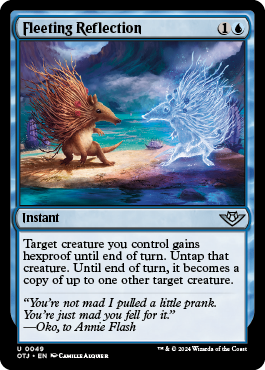 Fleeting Reflection 1
Instant
Target creature you control gains
hexproof until end of turn. Untap that
creature. Until end of turn, it becomes a
copy of up to one other target creature.
“You’re not mad I pulled a little prank.
You’re just mad you fell for it.”
—Oko, to Annie Flash
U 0049
OTJ • EN CAMILLE ALQUIER ™ & © 2024 Wizards of the Coast